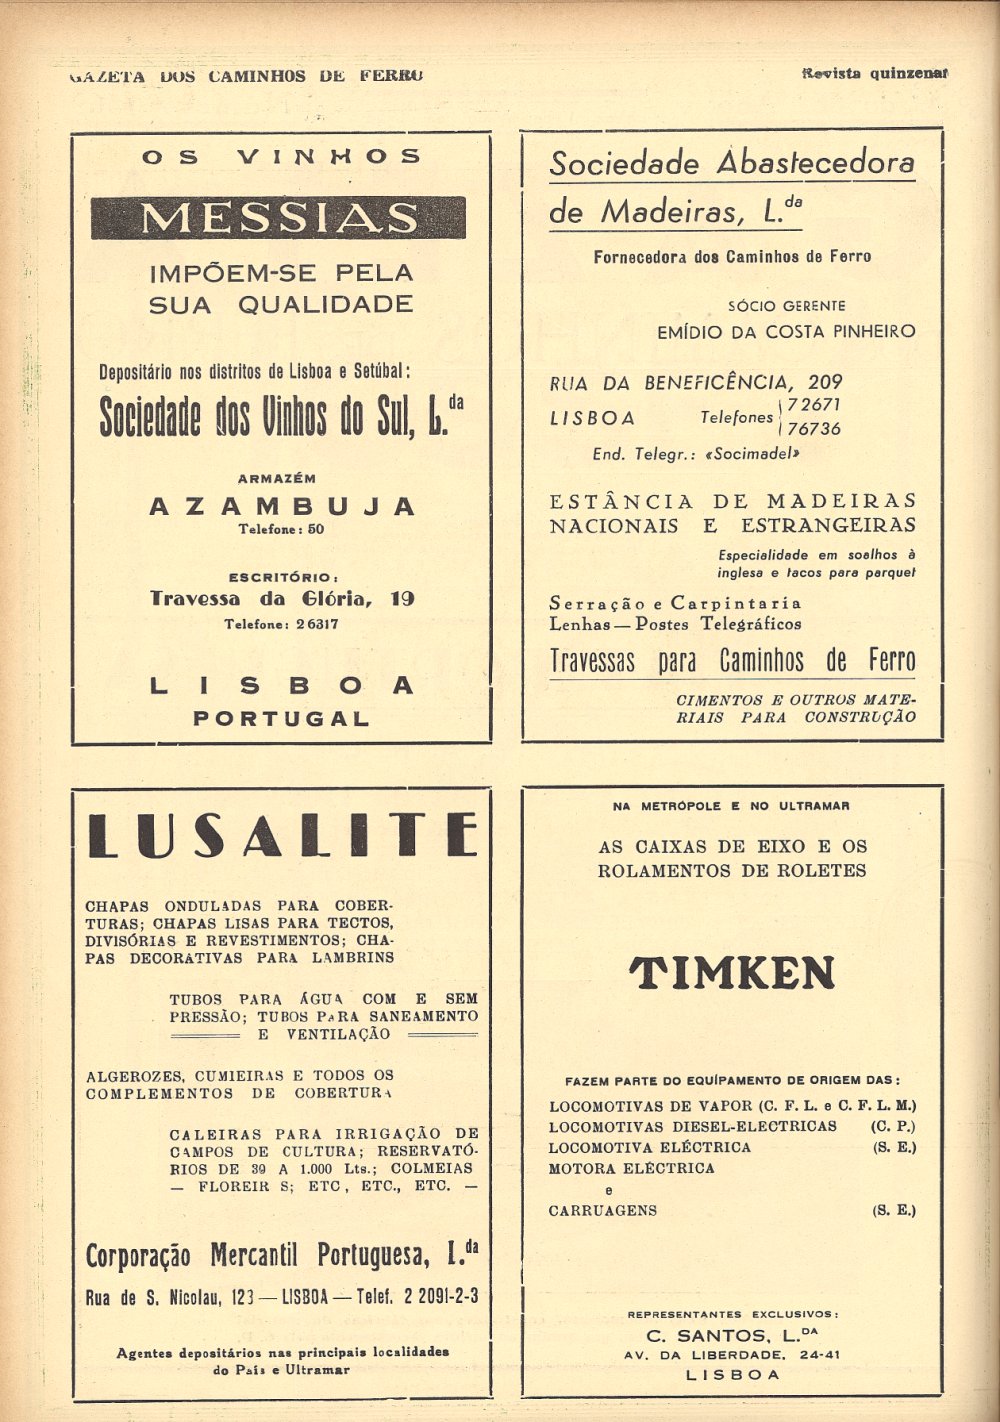 GAZETA DOS CAMINHOS DE FERRO
Revista quinzenal
OS VINHOS
MESSIAS
IMPÕEM-SE PELA
SUA QUALIDADE
Depositário nos distritos de Lisboa e Setúbal:
Sociedade dos Vinhos do Sul, L.da
ARMAZÉM
AZAMBUJA
Telefone: 50
ESCRITÓRIO:
Travessa da Glória, 19
Telefone: 26317
LISBOA
PORTUGAL
Sociedade Abastecedora
de Madeiras, L.da
Fornecedora dos Caminhos de Ferro
SÓCIO GERENTE
EMÍDIO DA COSTA PINHEIRO
RUA DA BENEFICÊNCIA, 209
LISBOA Telefones 72671
76736
End. Telegr.: «Socimadel»
ESTÂNCIA DE MADEIRAS
NACIONAIS E ESTRANGEIRAS
Especialidade em soalhos à
inglesa e tacos para parquet
Serração e Carpintaria
Lenhas — Postes Telegráficos
Travessas para Caminhos de Ferro
CIMENTOS E OUTROS MATE-
RIAIS PARA CONSTRUÇÃO
LUSALITE
CHAPAS ONDULADAS PARA COBER-
TURAS; CHAPAS LISAS PARA TECTOS,
DIVISÓRIAS E REVESTIMENTOS; CHA-
PAS DECORATIVAS PARA LAMBRINS
TUBOS PARA ÁGUA COM E SEM
PRESSÃO; TUBOS PARA SANEAMENTO
E VENTILAÇÃO
ALGEROZES, CUMIEIRAS E TODOS OS
COMPLEMENTOS DE COBERTURA
CALEIRAS PARA IRRIGAÇÃO DE
CAMPOS DE CULTURA; RESERVATÓ-
RIOS DE 30 A 1.000 Lts.; COLMEIAS
— FLOREIR S; ETC, ETC., ETC. —
Corporação Mercantil Portuguesa, L.da
Rua de S. Nicolau, 123 — LISBOA — Telef. 2 2091-2-3
Agentes depositários nas principais localidades
do País e Ultramar
NA METRÓPOLE E NO ULTRAMAR
AS CAIXAS DE EIXO E OS
ROLAMENTOS DE ROLETES
TIMKEN
FAZEM PARTE DO EQUÍPAMENTO DE ORIGEM DAS:
LOCOMOTIVAS DE VAPOR (C. F. L. e C. F. L. M.)
LOCOMOTIVAS DIESEL-ELECTRICAS (C. P.)
LOCOMOTIVA ELÉCTRICA (S. E.)
MOTORA ELÉCTRICA
e
CARRUAGENS (S. E.)
REPRESENTANTES EXCLUSIVOS:
C. SANTOS, L.DA
AV. DA LIBERDADE, 24-41
LISBOA